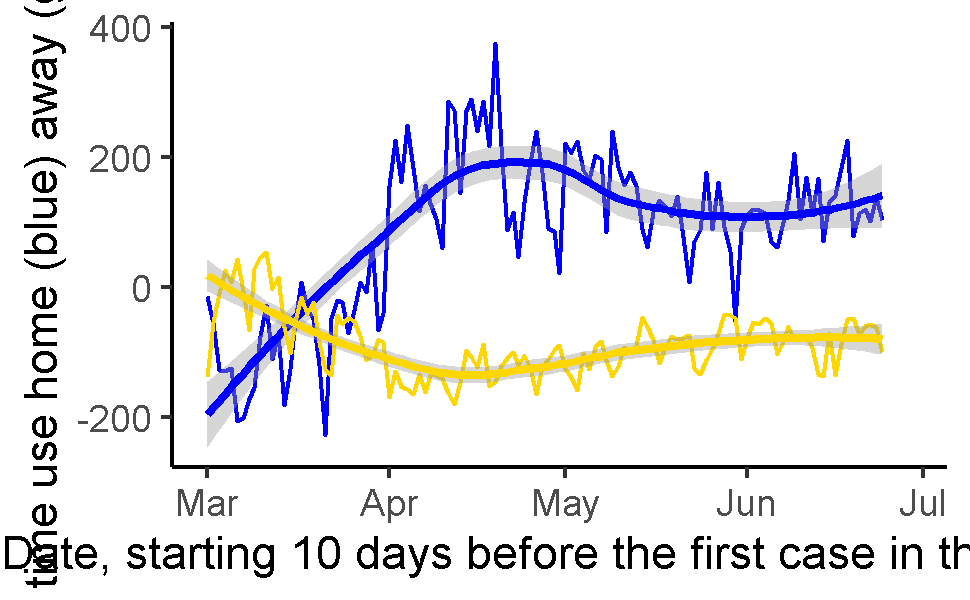 time use home (blue) away (
400
200
0
-200
Mar Apr May Jun Jul
Date, starting 10 days before the first case in th